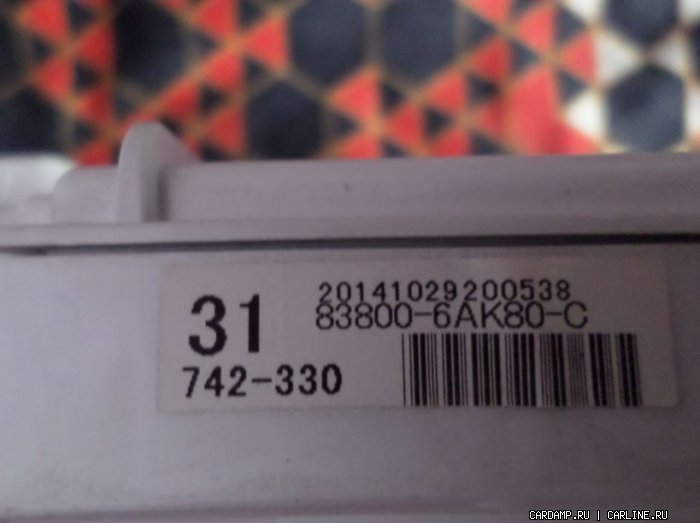 31
20141029200538
83800-6AK80-C
742-330
CARDAMP.RU | CARLINE.RU